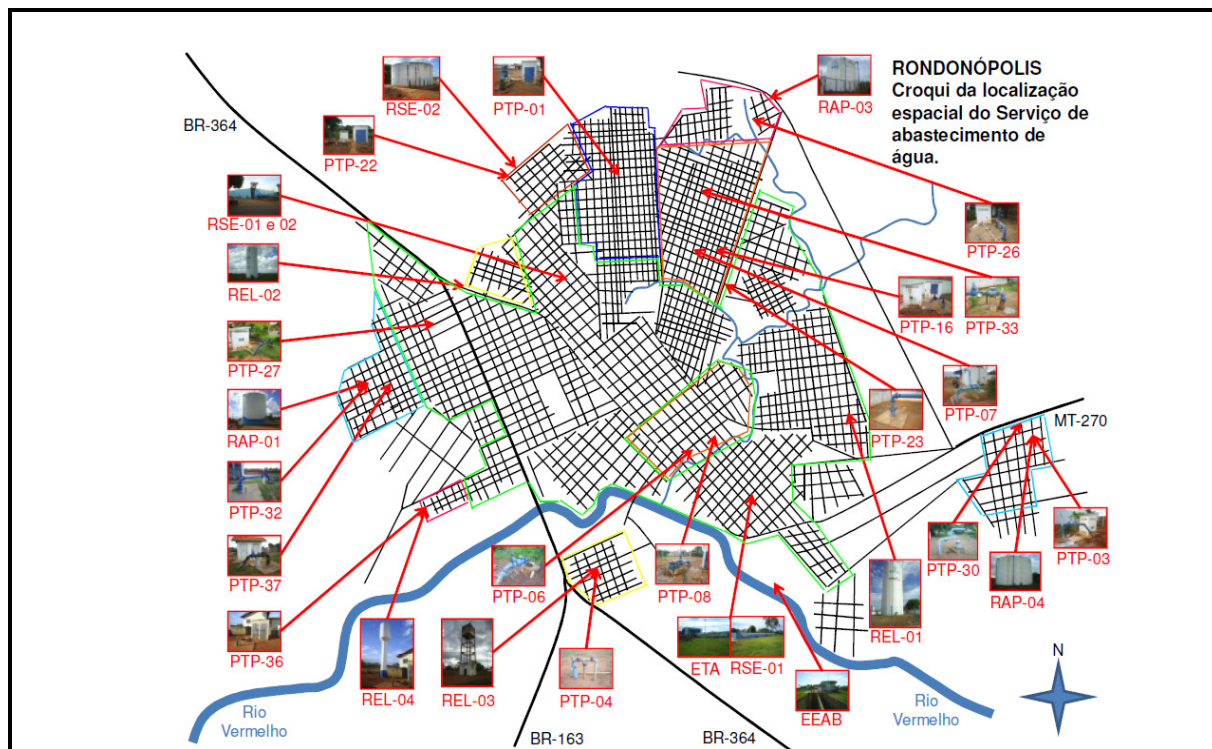 RONDONÓPOLIS
Croqui da localização
espacial do Serviço de
abastecimento de
água.
RSE-02
PTP-01
RAP-03
BR-364
PTP-22
RSE-01 e 02
PTP-26
REL-02
PTP-16
PTP-33
PTP-27
PTP-07
RAP-01
PTP-23
MT-270
PTP-32
PTP-37
PTP-06
PTP-08
PTP-30
PTP-03
RAP-04
REL-01
PTP-36
REL-04
REL-03
PTP-04
ETA
RSE-01
EEAB
N
Rio
Vermelho
Rio
Vermelho
BR-163
BR-364